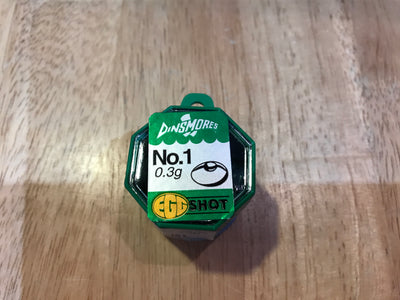 DINSMORES
No.1
0.3g
EGG SHOT